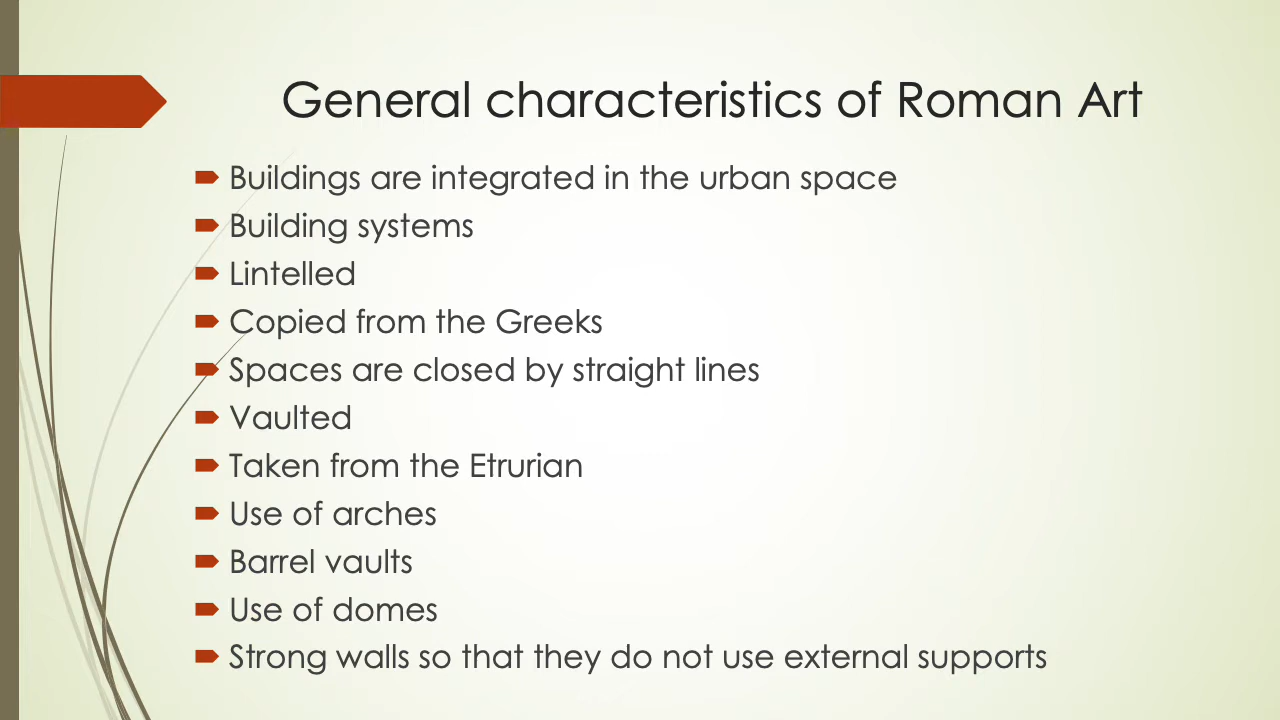 General characteristics of Roman Art
Buildings are integrated in the urban space
Building systems
Lintelled
Copied from the Greeks
Spaces are closed by straight lines
Vaulted
Taken from the Etrurian
Use of arches
Barrel vaults
Use of domes
Strong walls so that they do not use external supports